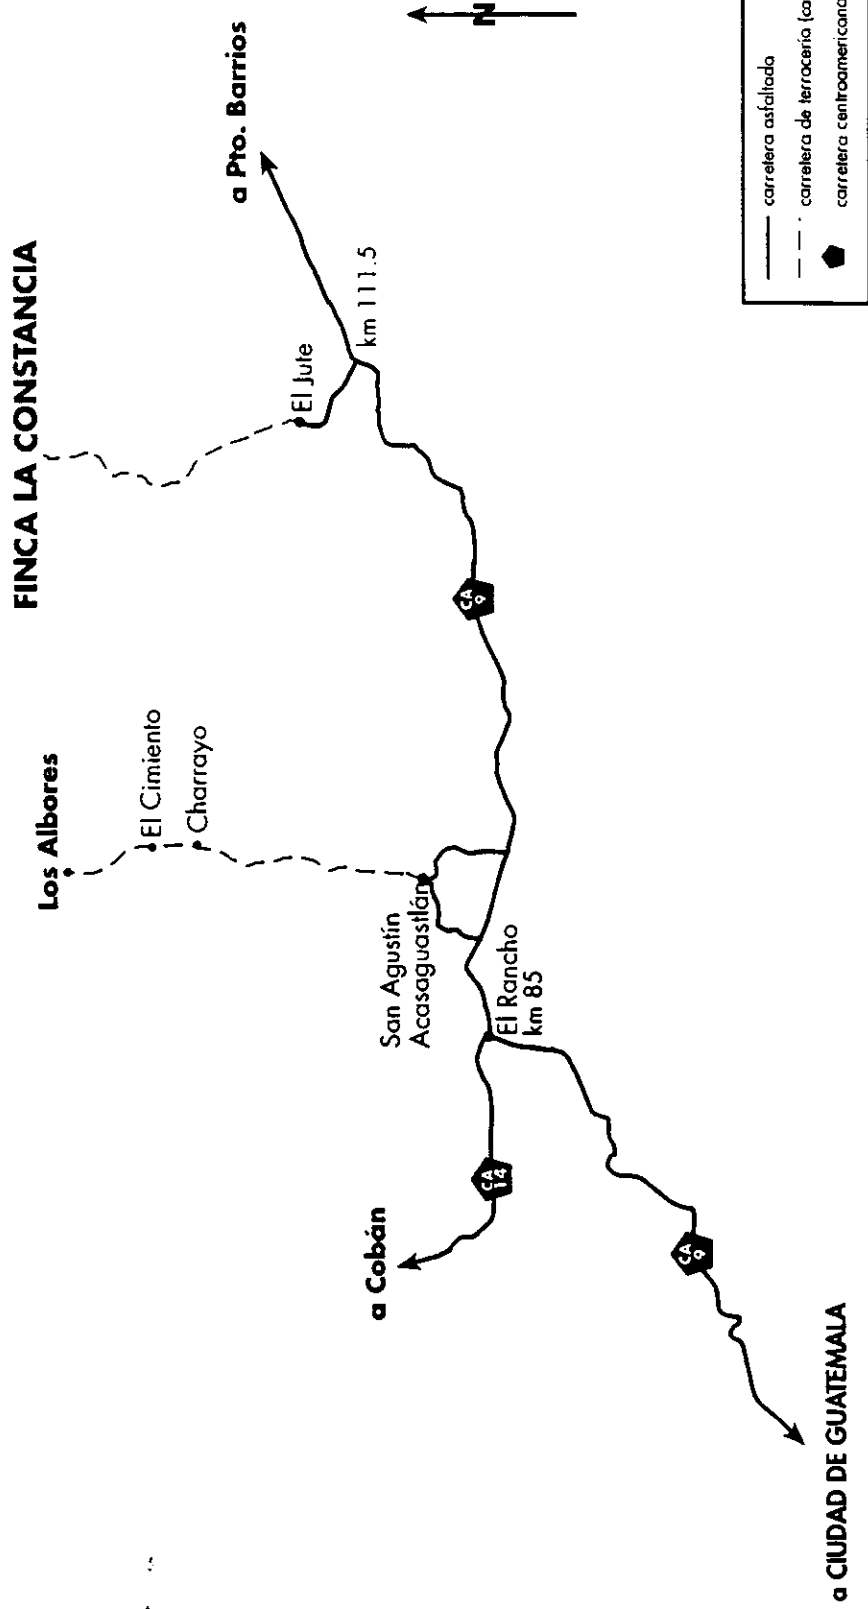 FINCA LA CONSTANCIA
Los Albores
El Cimiento
Charrayo
a Pto. Barrios
N
El Jute
km 111.5
San Agustín
Acasaguastlán
a Cobán
CA
9
CA
14
El Rancho
km 85
CA
9
a CIUDAD DE GUATEMALA
carretera asfaltada
carretera de terracería (ca
carretera centroamericana